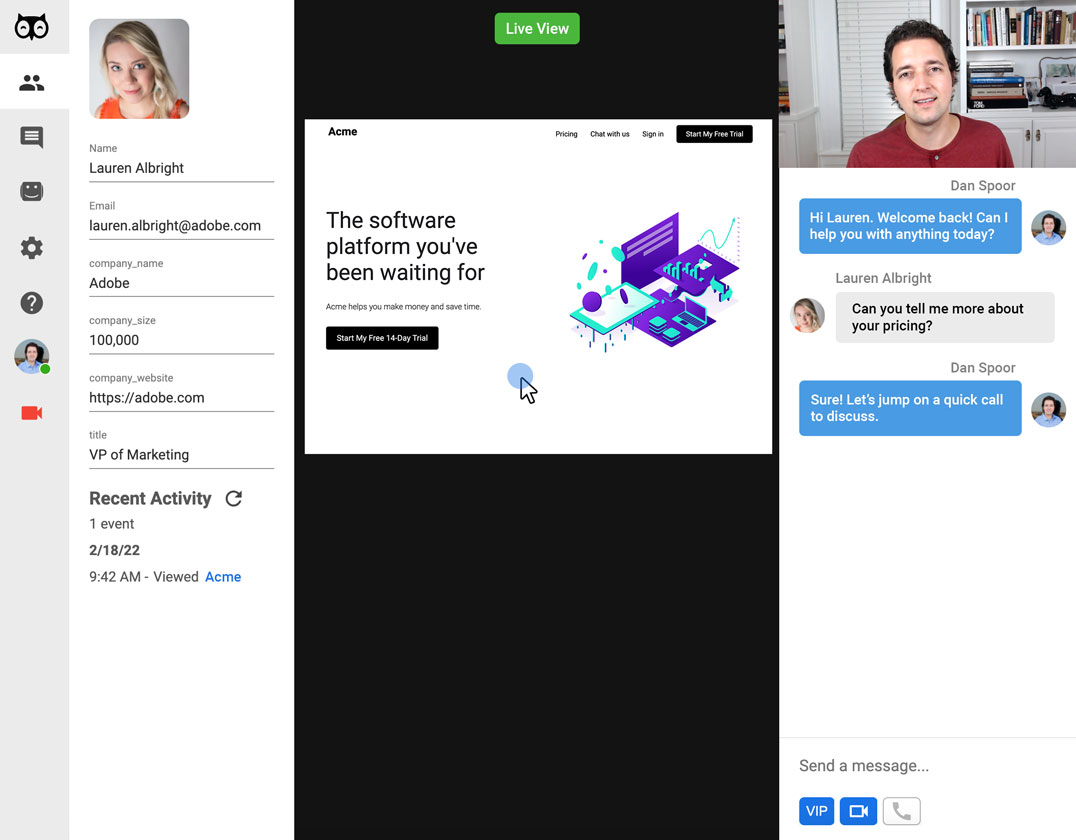 Name
Lauren Albright
Email
lauren.albright@adobe.com
company_name
Adobe
company_size
100,000
company_website
https://adobe.com
title
VP of Marketing
Recent Activity
1 event
2/18/22
9:42 AM - Viewed Acme
Live View
Acme
Pricing Chat with us Sign in Start My Free Trial
The software
platform you've
been waiting for
Acme helps you make money and save time.
Start My Free 14-Day Trial
TOM FORD
Dan Spoor
Hi Lauren. Welcome back! Can I
help you with anything today?
Lauren Albright
Can you tell me more about
your pricing?
Dan Spoor
Sure! Let’s jump on a quick call
to discuss.
Send a message...
VIP